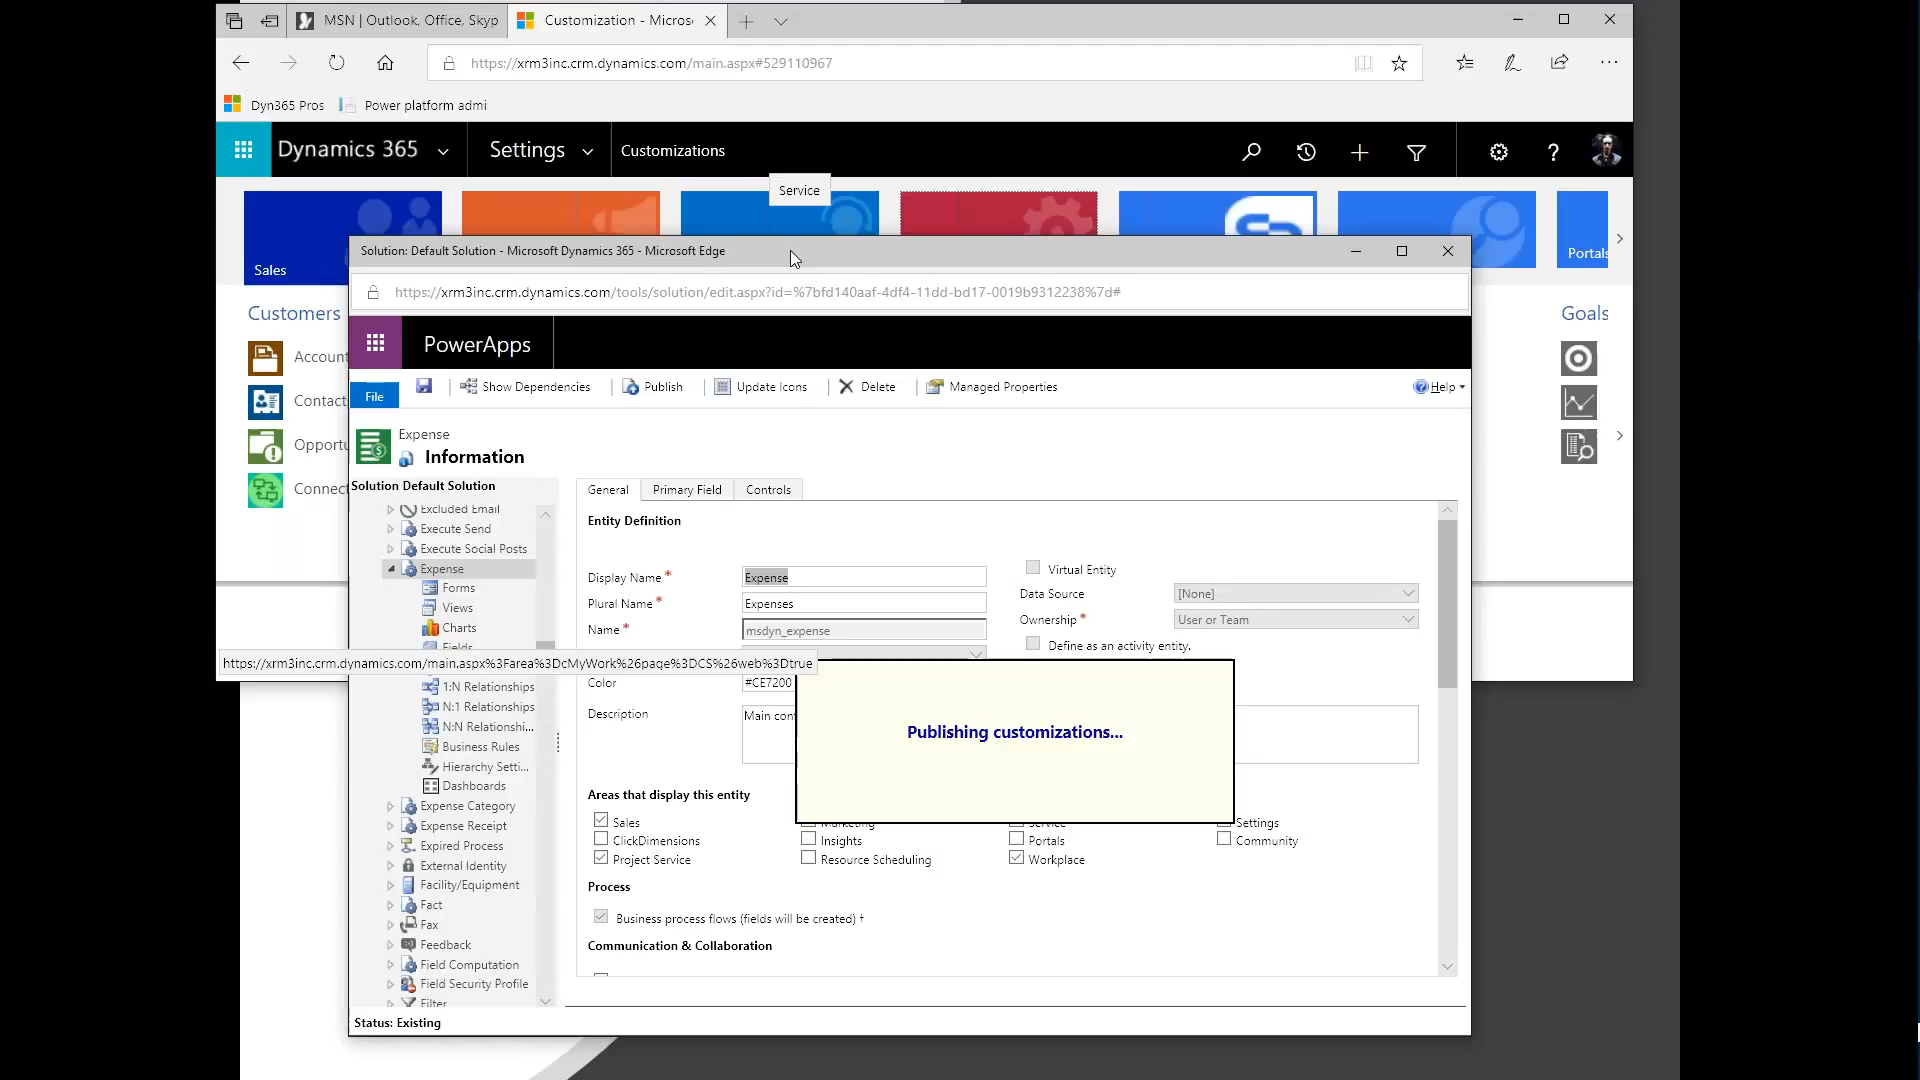 MSN | Outlook, Office, Skyp
Customization - Micros
https://xrm3inc.crm.dynamics.com/main.aspx#529110967
Dyn365 Pros
Power platform admi
Dynamics 365
Settings
Customizations
Service
Sales
Portals
Customers
Accoun
Contact
Opportu
Connec
Goals
Solution: Default Solution - Microsoft Dynamics 365 - Microsoft Edge
https://xrm3inc.crm.dynamics.com/tools/solution/edit.aspx?id=%7bfd140aaf-4df4-11dd-bd17-0019b9312238%7d#
PowerApps
File
Show Dependencies
Publish
Update Icons
Delete
Managed Properties
Help
Expense
Information
Solution Default Solution
Excluded Email
Execute Send
Execute Social Posts
Expense
Forms
Views
Charts
Fields
https://xrm3inc.crm.dynamics.com/main.aspx%3Farea%3DcMyWork%26page%3DCS%26web%3Dtrue
1:N Relationships
N:1 Relationships
N:N Relationshi...
Business Rules
Hierarchy Setti...
Dashboards
Expense Category
Expense Receipt
Expired Process
External Identity
Facility/Equipment
Fact
Fax
Feedback
Field Computation
Field Security Profile
Filter
Status: Existing
General
Primary Field
Controls
Entity Definition
Display Name *
Expense
Plural Name *
Expenses
Name *
msdyn_expense
Virtual Entity
Data Source
[None]
Ownership *
User or Team
Define as an activity entity.
Color
#CE7200
Description
Main cont
Publishing customizations...
Areas that display this entity
Sales
Marketing
Service
Settings
ClickDimensions
Insights
Portals
Community
Project Service
Resource Scheduling
Workplace
Process
Business process flows (fields will be created) †
Communication & Collaboration